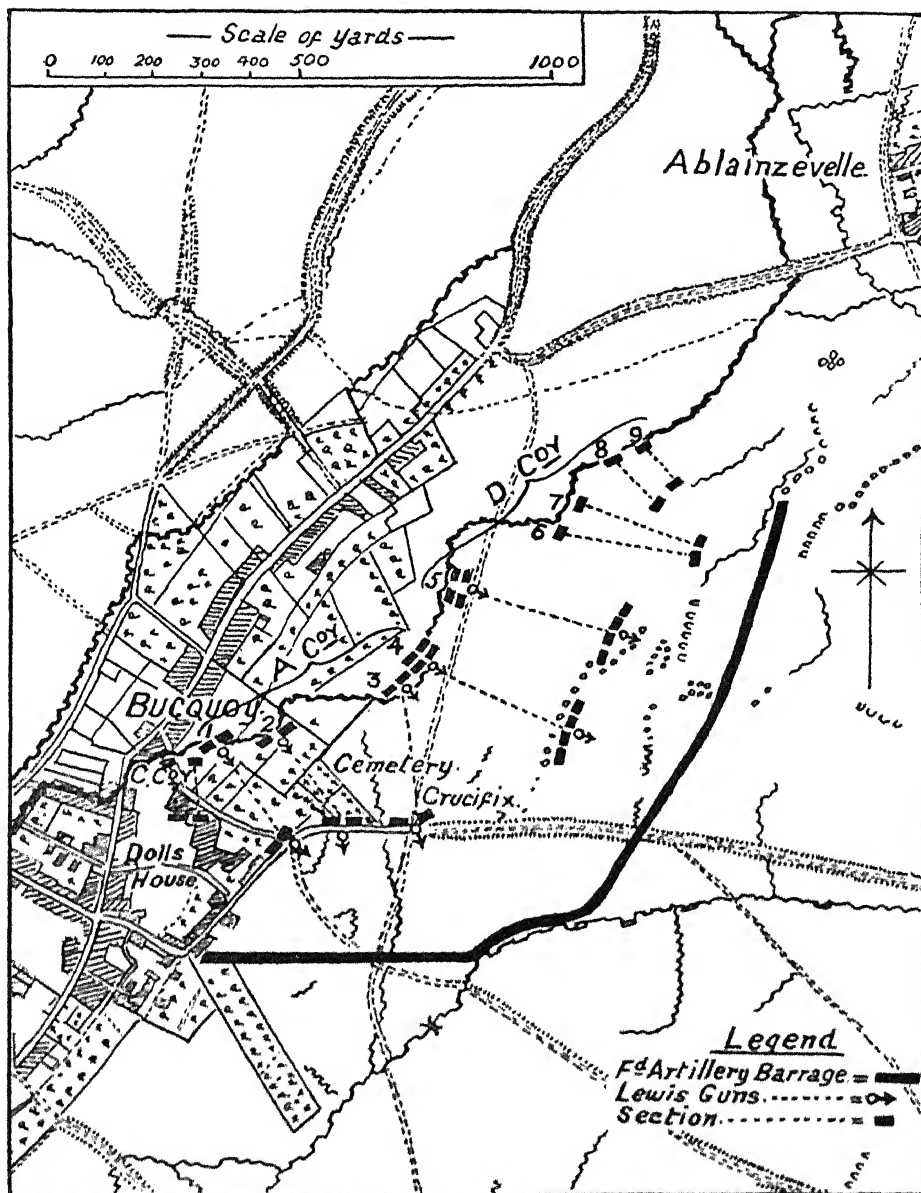 — Scale of yards —
0 100 200 300 400 500 1000
Ablainzevelle
D. Coy
9
8
7
6
5
A Coy
4
3
Bucquoy
1
2
C. Coy
Cemetery.
Crucifix.
Dolls
House
Legend
Fd Artillery Barrage =
Lewis Guns =
Section =